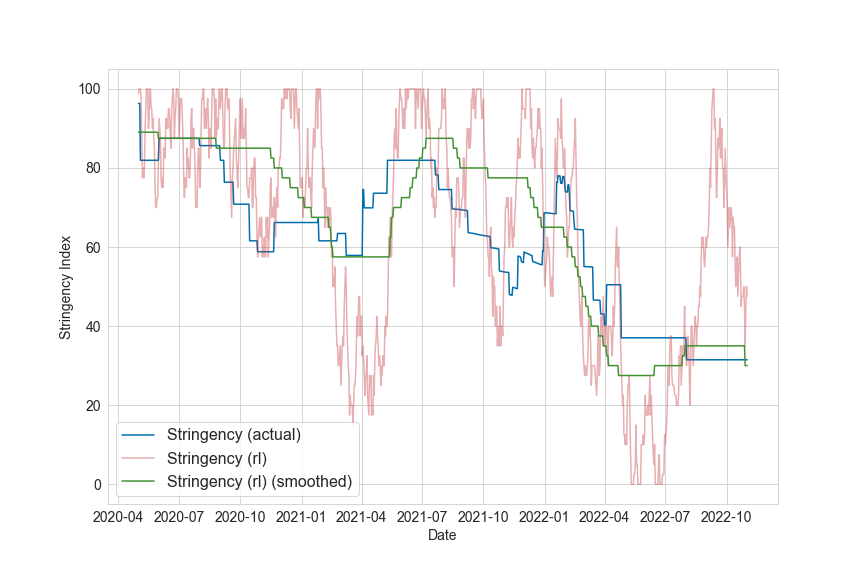 100
80
60
40
20
0
Stringency Index
Stringency (actual)
Stringency (rl)
Stringency (rl) (smoothed)
2020-04 2020-07 2020-10 2021-01 2021-04 2021-07 2021-10 2022-01 2022-04 2022-07 2022-10
Date